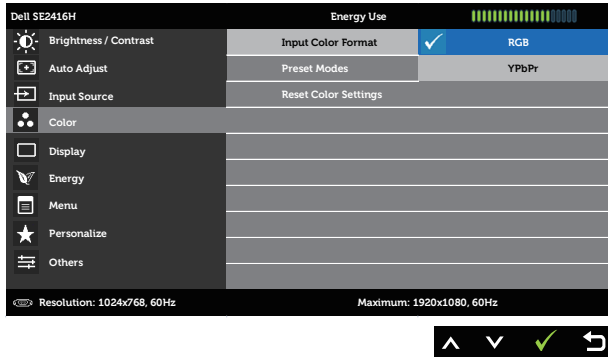 Dell SE2416H Energy Use
Brightness / Contrast Input Color Format RGB
Auto Adjust Preset Modes YPbPr
Input Source Reset Color Settings
Color
Display
Energy
Menu
Personalize
Others
Resolution: 1024x768, 60Hz Maximum: 1920x1080, 60Hz